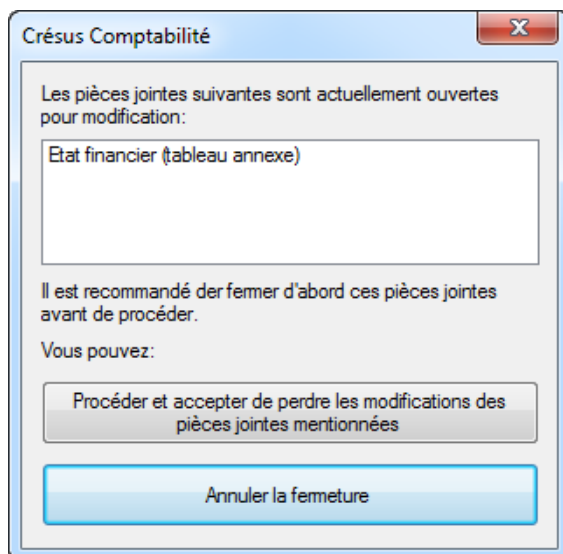 Crésus Comptabilité
Les pièces jointes suivantes sont actuellement ouvertes
pour modification:
Etat financier (tableau annexe)
Il est recommandé der fermer d'abord ces pièces jointes
avant de procéder.
Vous pouvez:
Procéder et accepter de perdre les modifications des
pièces jointes mentionnées
Annuler la fermeture